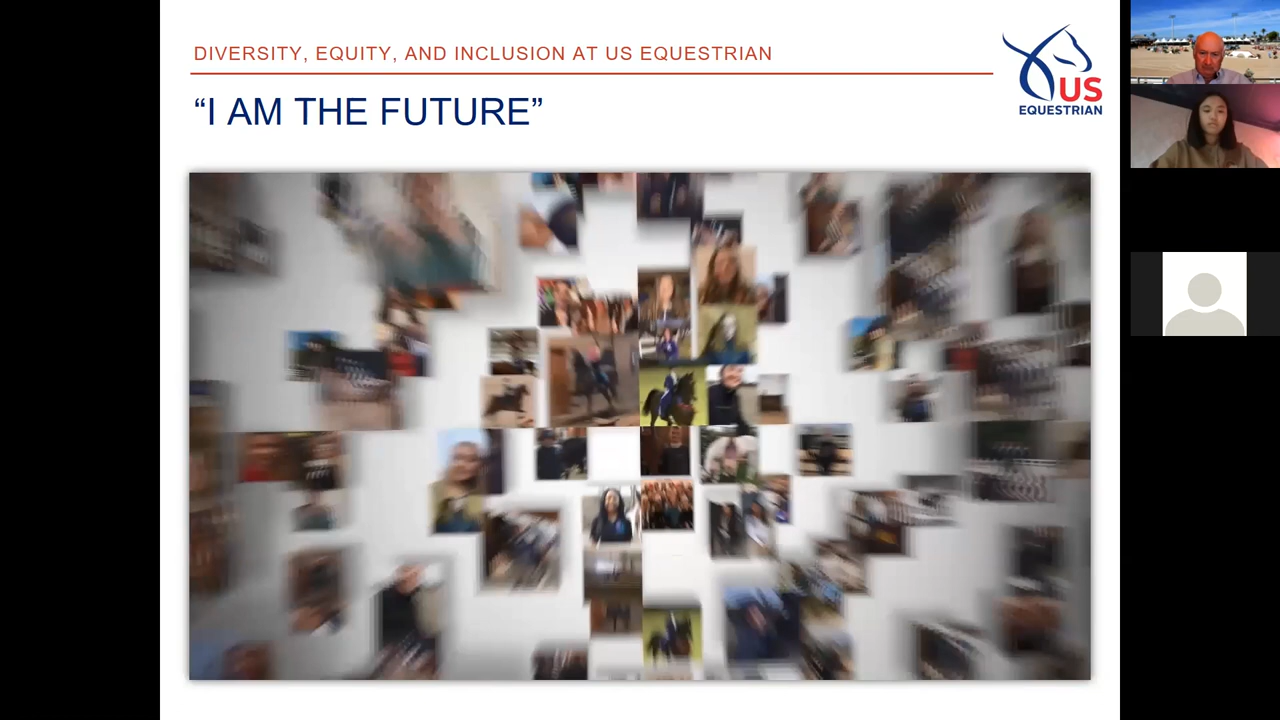 DIVERSITY, EQUITY, AND INCLUSION AT US EQUESTRIAN
“I AM THE FUTURE”
US
EQUESTRIAN